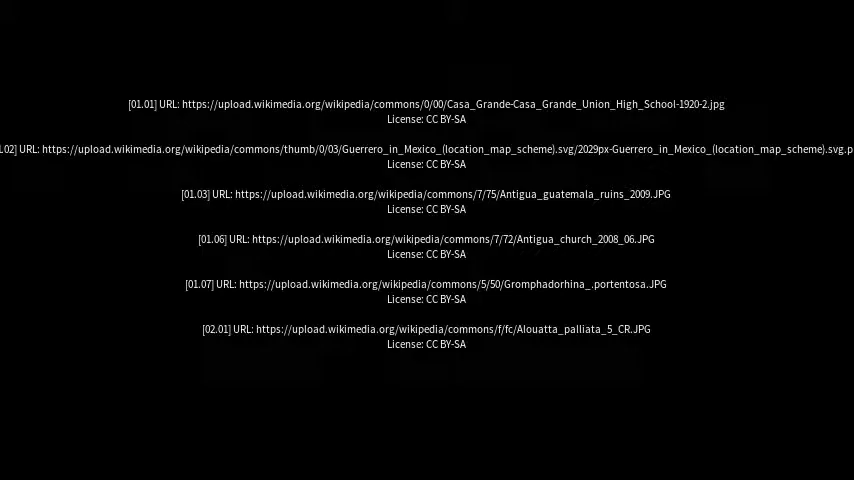 [01.01] URL: https://upload.wikimedia.org/wikipedia/commons/0/00/Casa_Grande-Casa_Grande_Union_High_School-1920-2.jpg
License: CC BY-SA
1.02] URL: https://upload.wikimedia.org/wikipedia/commons/thumb/0/03/Guerrero_in_Mexico_(location_map_scheme).svg/2029px-Guerrero_in_Mexico_(location_map_scheme).svg.p
License: CC BY-SA
[01.03] URL: https://upload.wikimedia.org/wikipedia/commons/7/75/Antigua_guatemala_ruins_2009.JPG
License: CC BY-SA
[01.06] URL: https://upload.wikimedia.org/wikipedia/commons/7/72/Antigua_church_2008_06.JPG
License: CC BY-SA
[01.07] URL: https://upload.wikimedia.org/wikipedia/commons/5/50/Gromphadorhina_.portentosa.JPG
License: CC BY-SA
[02.01] URL: https://upload.wikimedia.org/wikipedia/commons/f/fc/Alouatta_palliata_5_CR.JPG
License: CC BY-SA